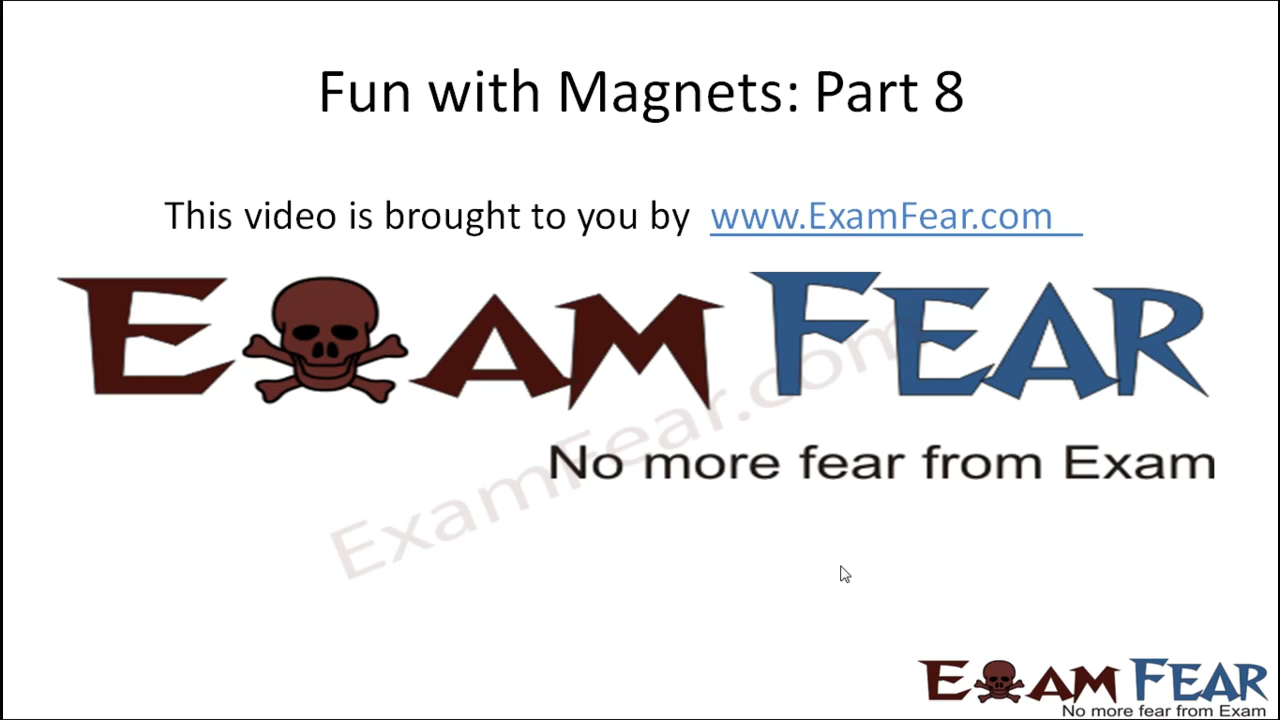 Fun with Magnets: Part 8
This video is brought to you by www.ExamFear.com
EXAM FEAR
No more fear from Exam
ExamFear.com
EXAM FEAR
No more fear from Exam